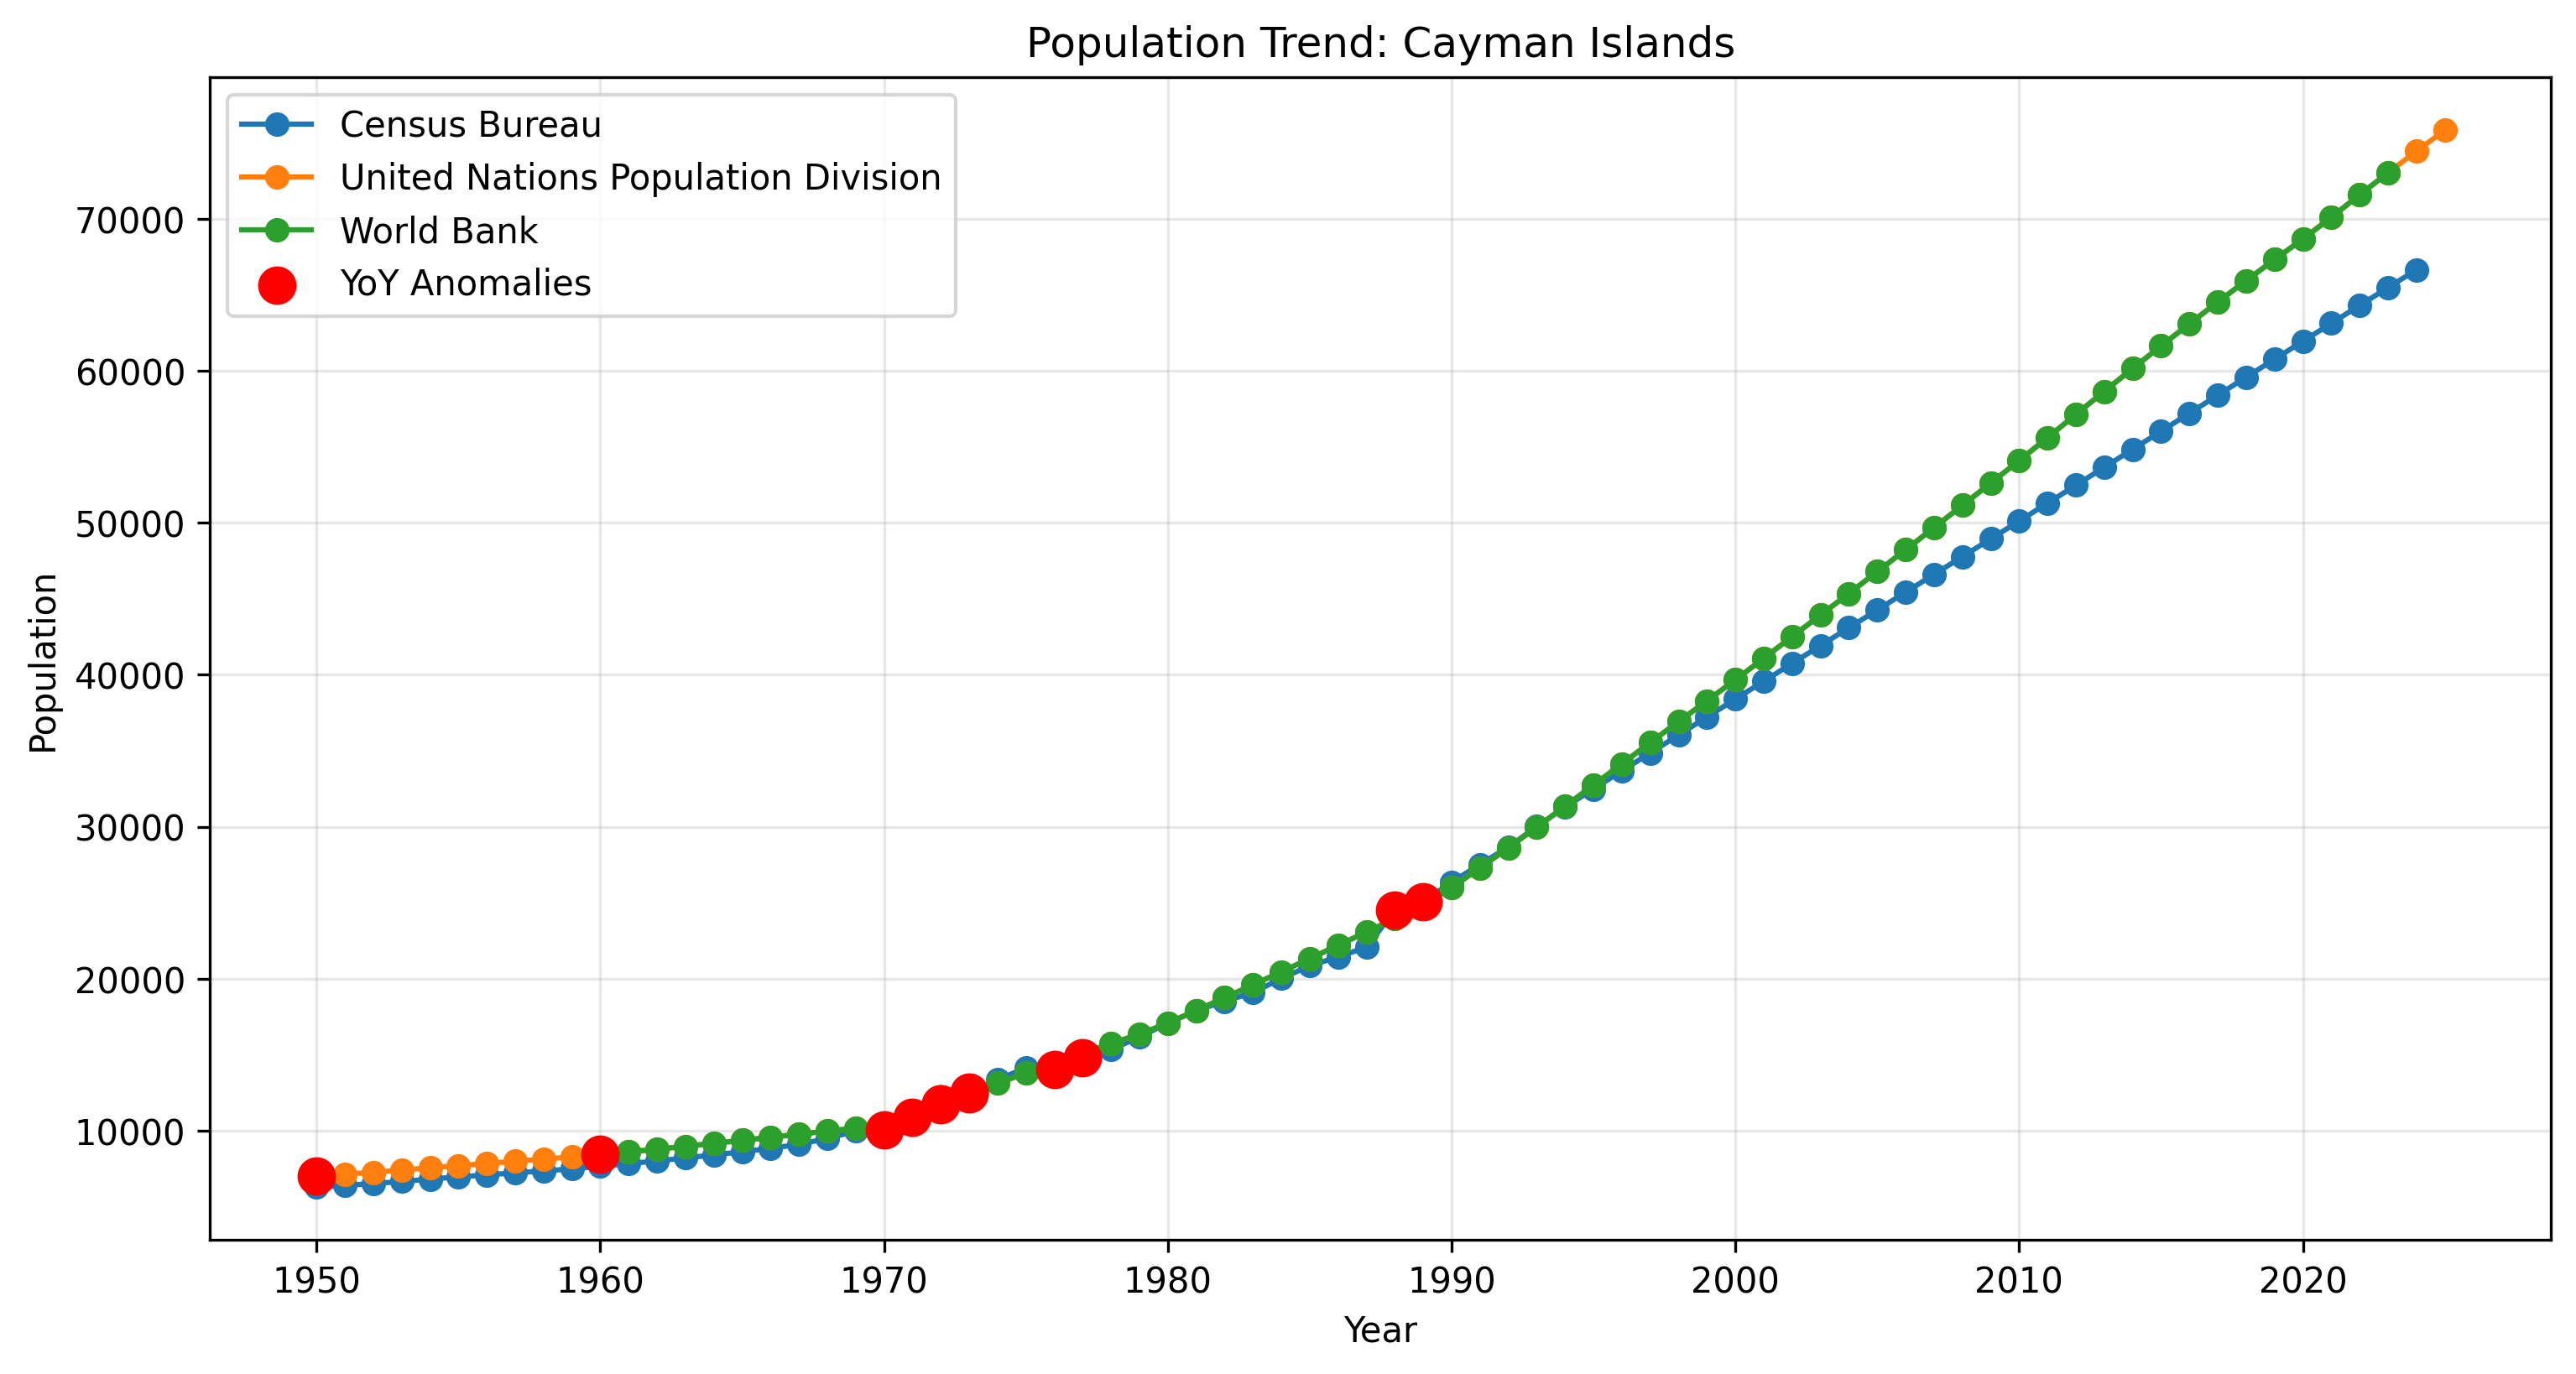 Population Trend: Cayman Islands
Census Bureau
United Nations Population Division
World Bank
YoY Anomalies
70000
60000
50000
40000
30000
20000
10000
Population
1950 1960 1970 1980 1990 2000 2010 2020
Year